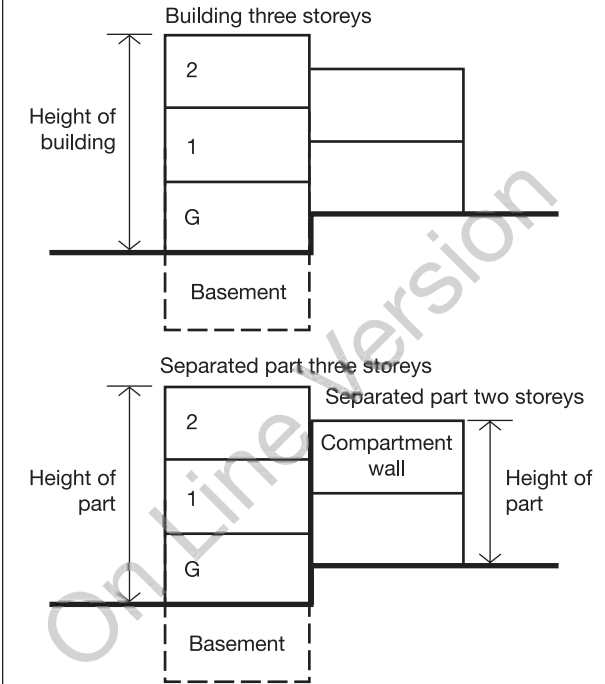 Building three storeys
2
Height of
building
1
G
Basement
Separated part three storeys
Separated part two storeys
2
Compartment
wall
Height of
part
1
Height of
part
G
Basement
On Line Version